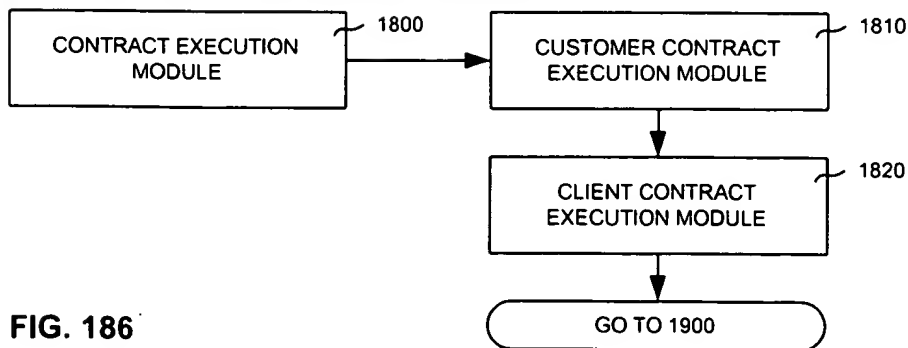 CONTRACT EXECUTION
MODULE
1800
CUSTOMER CONTRACT
EXECUTION MODULE
1810
CLIENT CONTRACT
EXECUTION MODULE
1820
GO TO 1900
FIG. 186